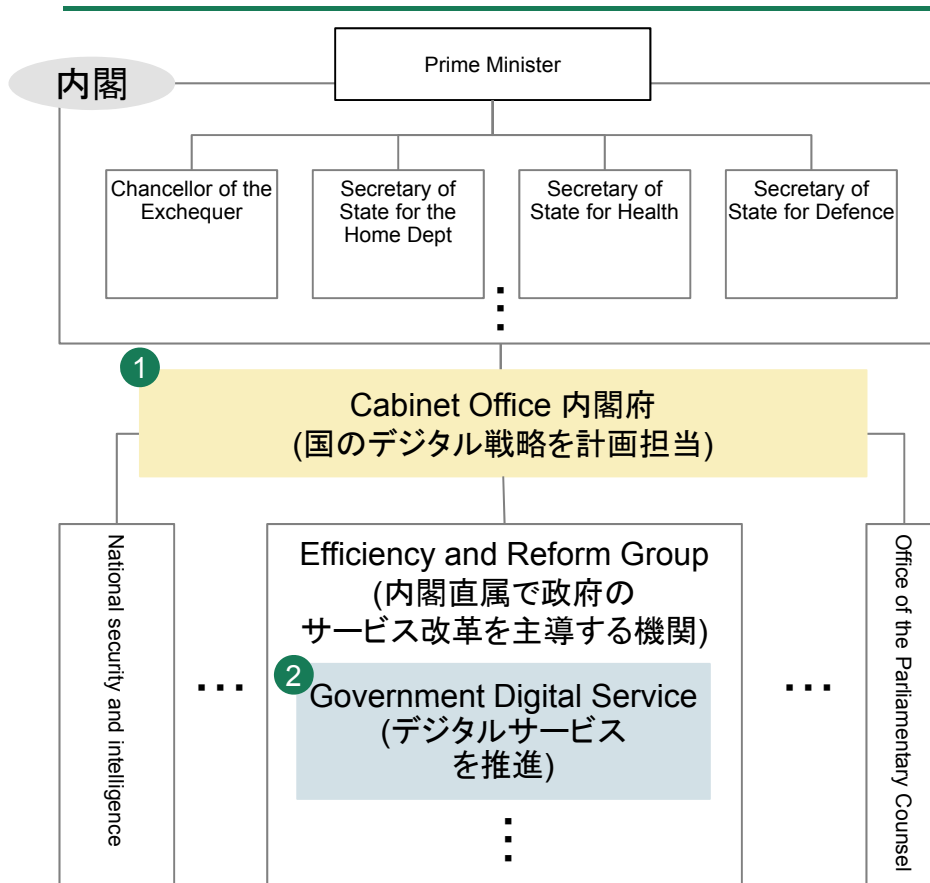 Prime Minister
内閣
Chancellor of the
Exchequer
Secretary of
State for the
Home Dept
Secretary of
State for Health
Secretary of
State for Defence
⋮
1
Cabinet Office 内閣府
(国のデジタル戦略を計画担当)
National security and intelligence
…
Efficiency and Reform Group
(内閣直属で政府の
サービス改革を主導する機関)
2
Government Digital Service
(デジタルサービス
を推進)
⋮
…
Office of the Parliamentary Counsel